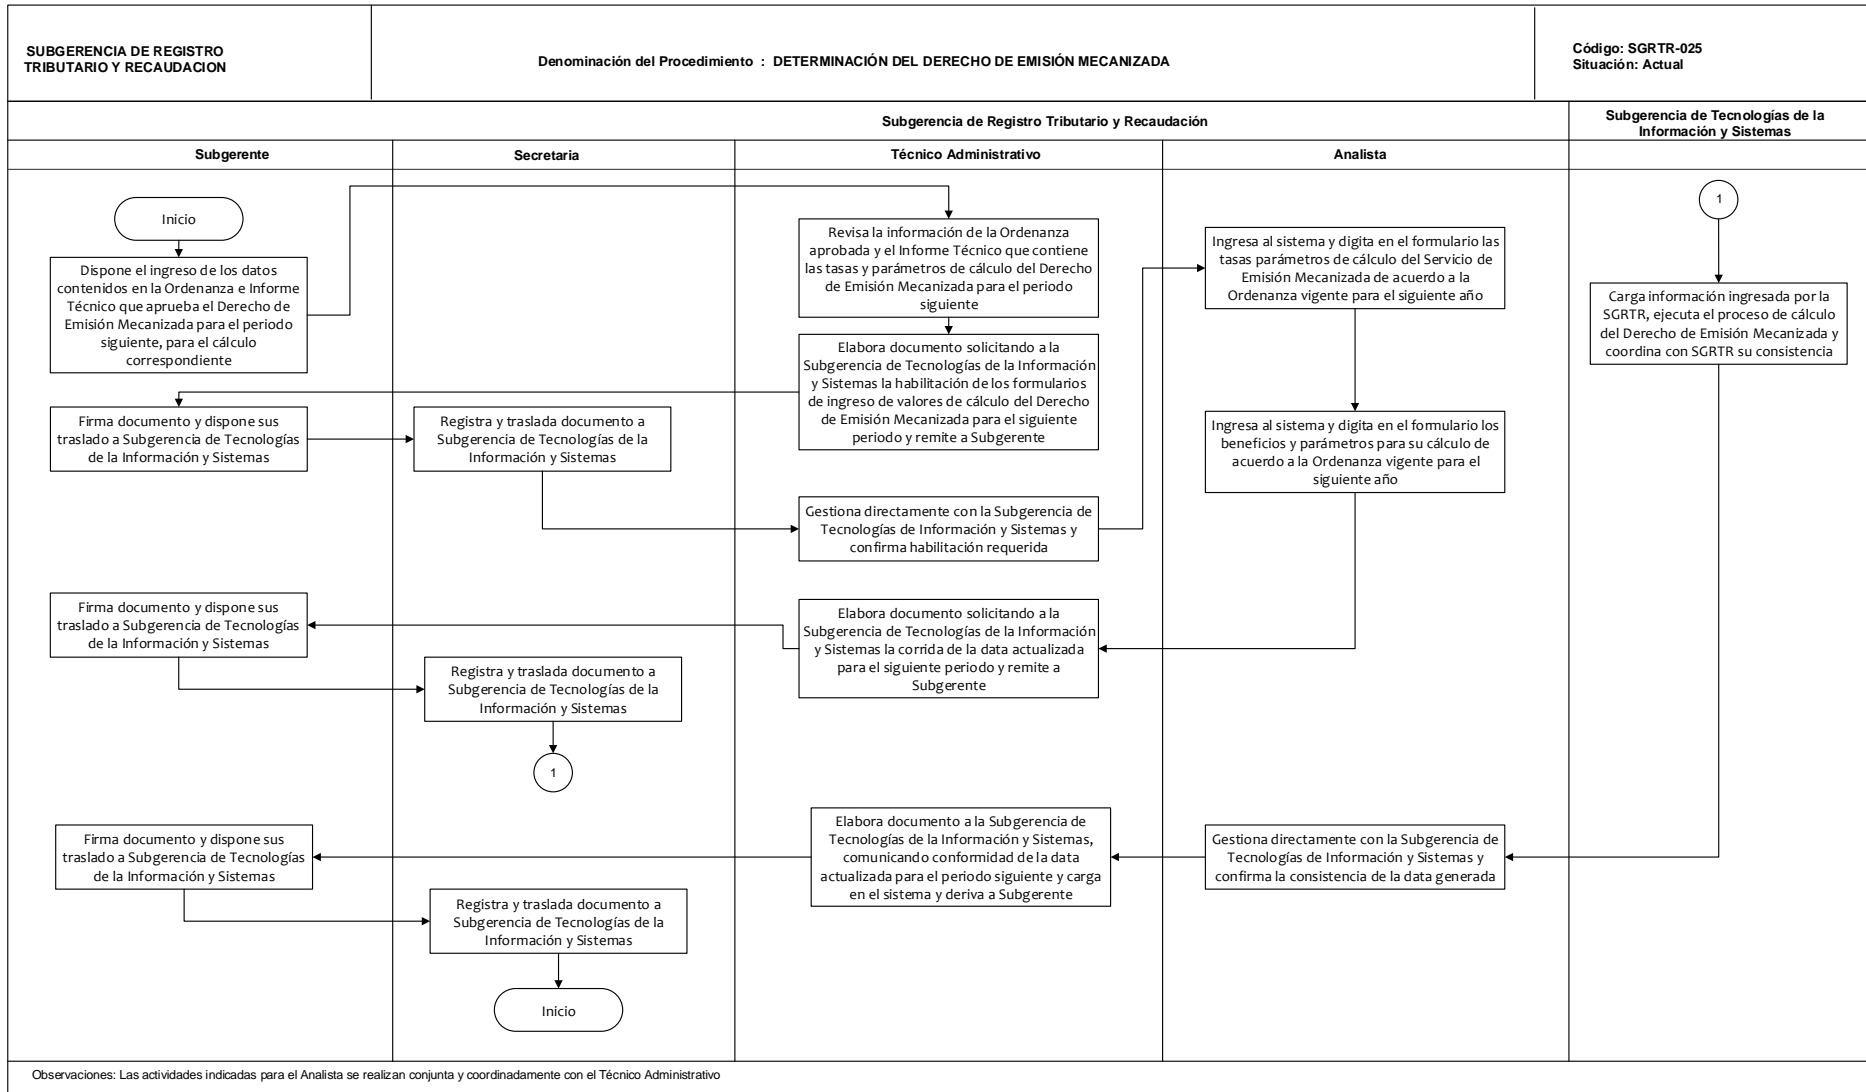 SUBGERENCIA DE REGISTRO
TRIBUTARIO Y RECAUDACION
Denominación del Procedimiento : DETERMINACIÓN DEL DERECHO DE EMISIÓN MECANIZADA
Código: SGRTR-025
Situación: Actual
Subgerencia de Registro Tributario y Recaudación
Subgerencia de Tecnologías de la
Información y Sistemas
Subgerente
Secretaria
Técnico Administrativo
Analista
Inicio
Dispone el ingreso de los datos
contenidos en la Ordenanza e Informe
Técnico que aprueba el Derecho de
Emisión Mecanizada para el periodo
siguiente, para el cálculo
correspondiente
Revisa la información de la Ordenanza
aprobada y el Informe Técnico que contiene
las tasas y parámetros de cálculo del Derecho
de Emisión Mecanizada para el periodo
siguiente
Elabora documento solicitando a la
Subgerencia de Tecnologías de la Información
y Sistemas la habilitación de los formularios
de ingreso de valores de cálculo del Derecho
de Emisión Mecanizada para el siguiente
periodo y remite a Subgerente
Firma documento y dispone sus
traslado a Subgerencia de Tecnologías
de la Información y Sistemas
Registra y traslada documento a
Subgerencia de Tecnologías de la
Información y Sistemas
Gestiona directamente con la Subgerencia de
Tecnologías de Información y Sistemas y
confirma habilitación requerida
Ingresa al sistema y digita en el formulario las
tasas parámetros de cálculo del Servicio de
Emisión Mecanizada de acuerdo a la
Ordenanza vigente para el siguiente año
Ingresa al sistema y digita en el formulario los
beneficios y parámetros para su cálculo de
acuerdo a la Ordenanza vigente para el
siguiente año
Elabora documento solicitando a la
Subgerencia de Tecnologías de la Información
y Sistemas la corrida de la data actualizada
para el siguiente periodo y remite a
Subgerente
Firma documento y dispone sus
traslado a Subgerencia de Tecnologías
de la Información y Sistemas
Registra y traslada documento a
Subgerencia de Tecnologías de la
Información y Sistemas
1
1
Carga información ingresada por la
SGRTR, ejecuta el proceso de cálculo
del Derecho de Emisión Mecanizada y
coordina con SGRTR su consistencia
Gestiona directamente con la Subgerencia de
Tecnologías de Información y Sistemas y
confirma la consistencia de la data generada
Elabora documento a la Subgerencia de
Tecnologías de la Información y Sistemas,
comunicando conformidad de la data
actualizada para el periodo siguiente y carga
en el sistema y deriva a Subgerente
Firma documento y dispone sus
traslado a Subgerencia de Tecnologías
de la Información y Sistemas
Registra y traslada documento a
Subgerencia de Tecnologías de la
Información y Sistemas
Inicio
Observaciones: Las actividades indicadas para el Analista se realizan conjunta y coordinadamente con el Técnico Administrativo